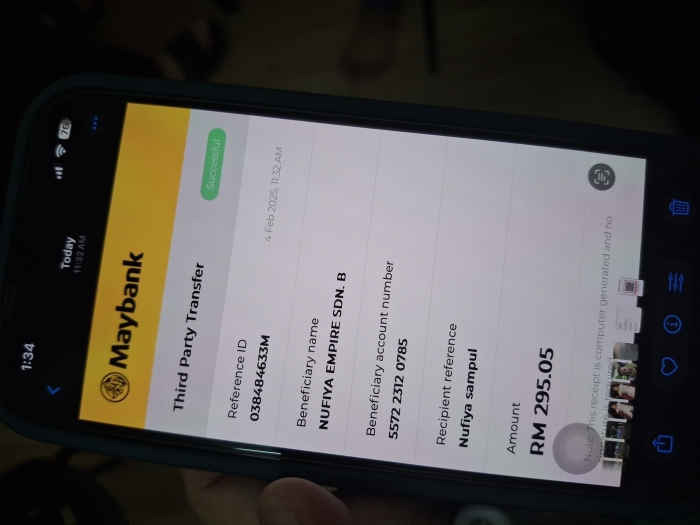 1:34
76
Today
11:32 AM
Maybank
Third Party Transfer
Successful
Reference ID
038484633M
4 Feb 2025, 11:32 AM
Beneficiary name
NUFIYA EMPIRE SDN. B
Beneficiary account number
5572 2312 0785
Recipient reference
Nufiya sampul
Amount
RM 295.05
Note: This receipt is computer generated and no